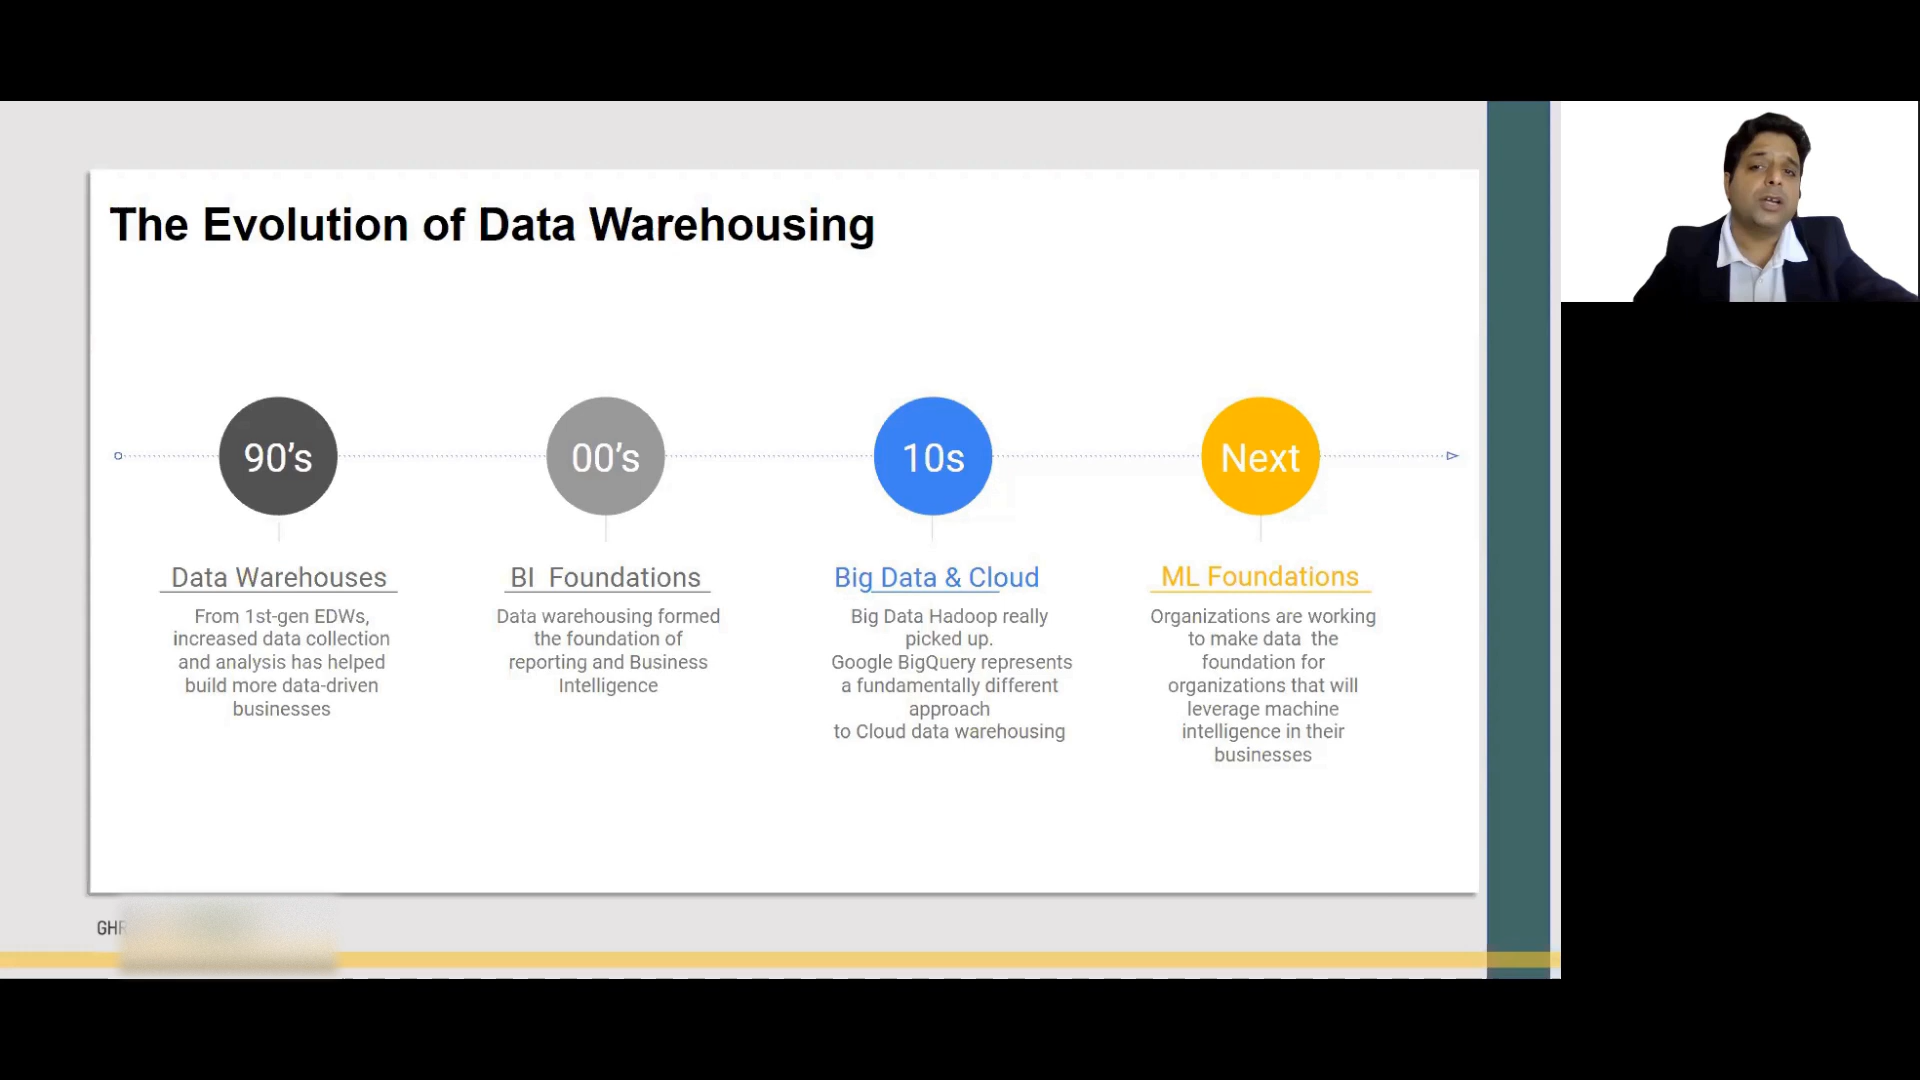 The Evolution of Data Warehousing
90’s
00’s
10s
Next
Data Warehouses
From 1st-gen EDWs,
increased data collection
and analysis has helped
build more data-driven
businesses
BI Foundations
Data warehousing formed
the foundation of
reporting and Business
Intelligence
Big Data & Cloud
Big Data Hadoop really
picked up.
Google BigQuery represents
a fundamentally different
approach
to Cloud data warehousing
ML Foundations
Organizations are working
to make data the
foundation for
organizations that will
leverage machine
intelligence in their
businesses